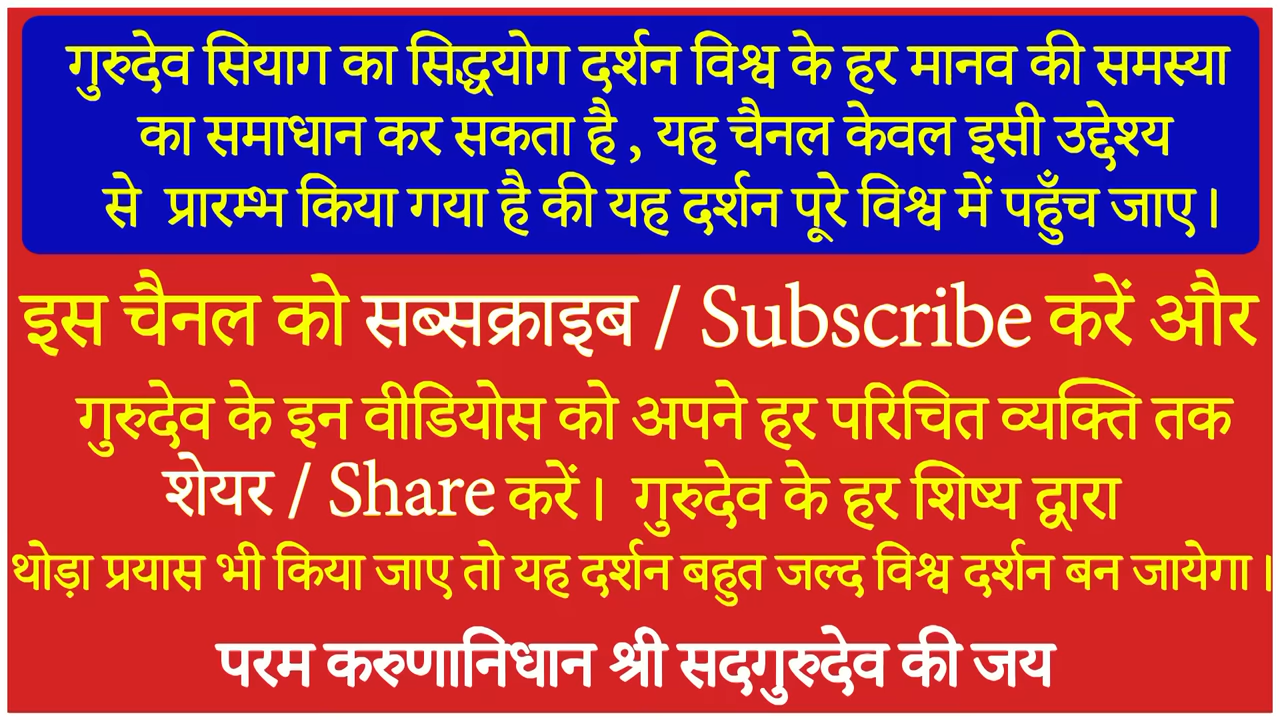 गुरुदेव सियाग का सिद्धयोग दर्शन विश्व के हर मानव की समस्या
का समाधान कर सकता है , यह चैनल केवल इसी उद्देश्य
से प्रारम्भ किया गया है की यह दर्शन पूरे विश्व में पहुँच जाए ।
इस चैनल को सब्सक्राइब / Subscribe करें और
गुरुदेव के इन वीडियोस को अपने हर परिचित व्यक्ति तक
शेयर / Share करें । गुरुदेव के हर शिष्य द्वारा
थोड़ा प्रयास भी किया जाए तो यह दर्शन बहुत जल्द विश्व दर्शन बन जायेगा ।
परम करुणानिधान श्री सदगुरुदेव की जय